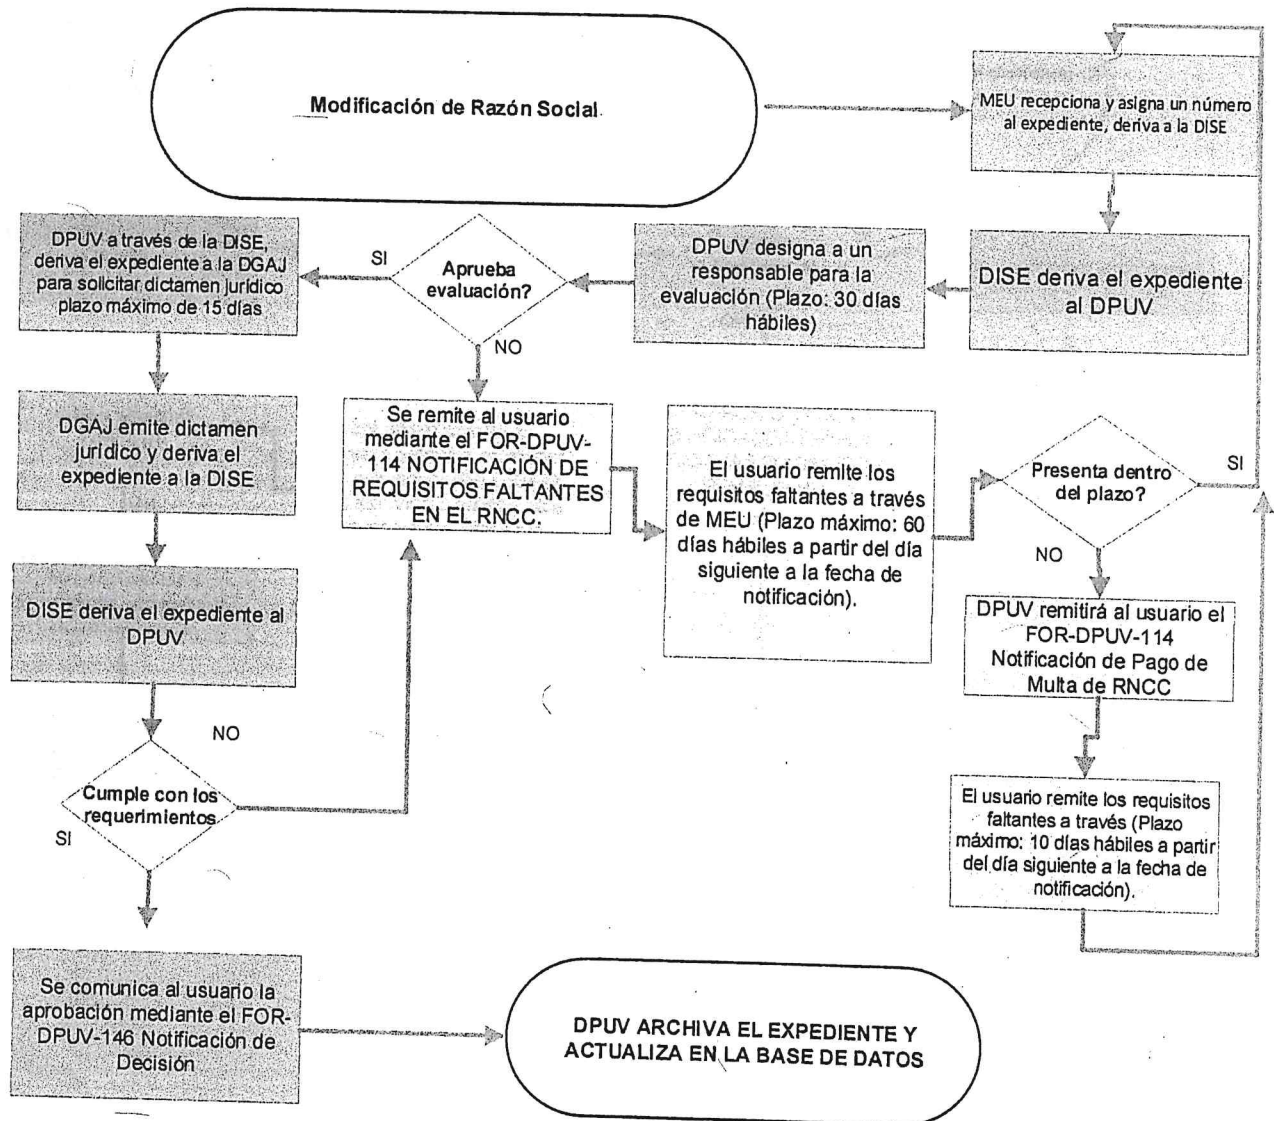 Modificación de Razón Social.
MEU recepciona y asigna un número
al expediente, deriva a la DISE
DPUV a través de la DISE,
deriva el expediente a la DGAJ
para solicitar dictamen jurídico
plazo máximo de 15 días
SI
Aprueba
evaluación?
DPUV designa a un
responsable para la
evaluación (Plazo: 30 días
hábiles)
DISE deriva el expediente
al DPUV
NO
DGAJ emite dictamen
jurídico y deriva el
expediente a la DISE
Se remite al usuario
mediante el FOR-DPUV-
114 NOTIFICACIÓN DE
REQUISITOS FALTANTES
EN EL RNCC.
El usuario remite los
requisitos faltantes a través
de MEU (Plazo máximo: 60
días hábiles a partir del día
siguiente a la fecha de
notificación).
Presenta dentro
del plazo?
SI
NO
DISE deriva el expediente al
DPUV
DPUV remitirá al usuario el
FOR-DPUV-114
Notificación de Pago de
Multa de RNCC
NO
Cumple con los
requerimientos
SI
El usuario remite los requisitos
faltantes a través (Plazo
máximo: 10 días hábiles a partir
del día siguiente a la fecha de
notificación).
Se comunica al usuario la
aprobación mediante el FOR-
DPUV-146 Notificación de
Decisión
DPUV ARCHIVA EL EXPEDIENTE Y
ACTUALIZA EN LA BASE DE DATOS